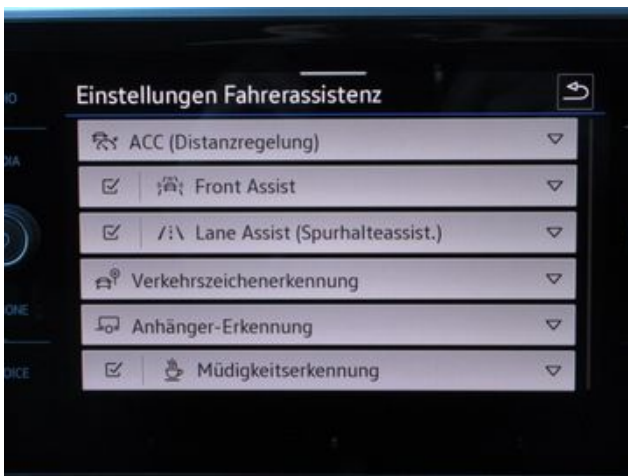 Einstellungen Fahrerassistenz
ACC (Distanzregelung)
Front Assist
Lane Assist (Spurhalteassist.)
Verkehrszeichenerkennung
Anhänger-Erkennung
Müdigkeitserkennung